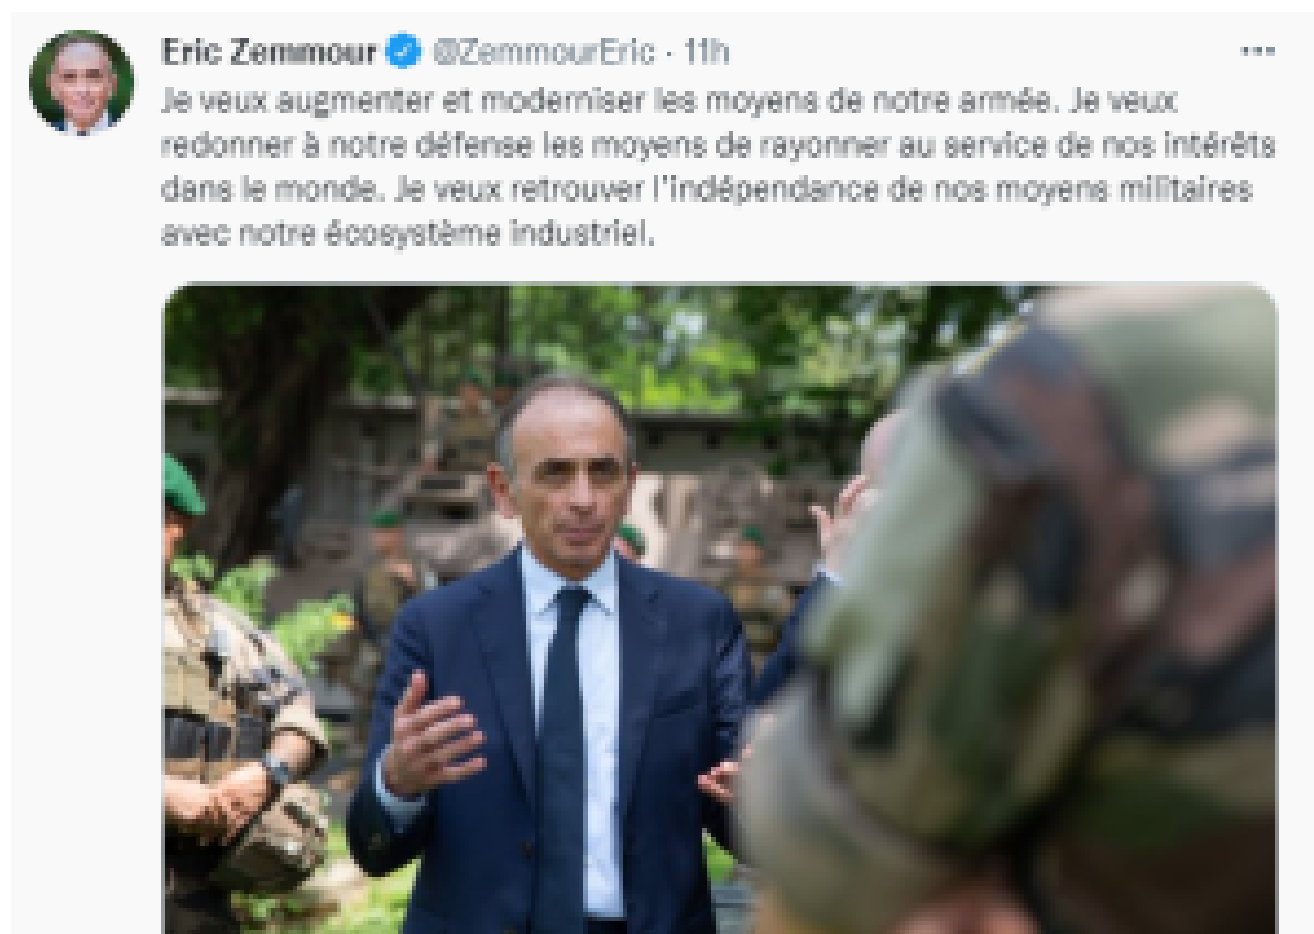 Eric Zemmour @ZemmourEric · 11h
Je veux augmenter et moderniser les moyens de notre armée. Je veux
redonner à notre défense les moyens de rayonner au service de nos intérêts
dans le monde. Je veux retrouver l'indépendance de nos moyens militaires
avec notre écosystème industriel.